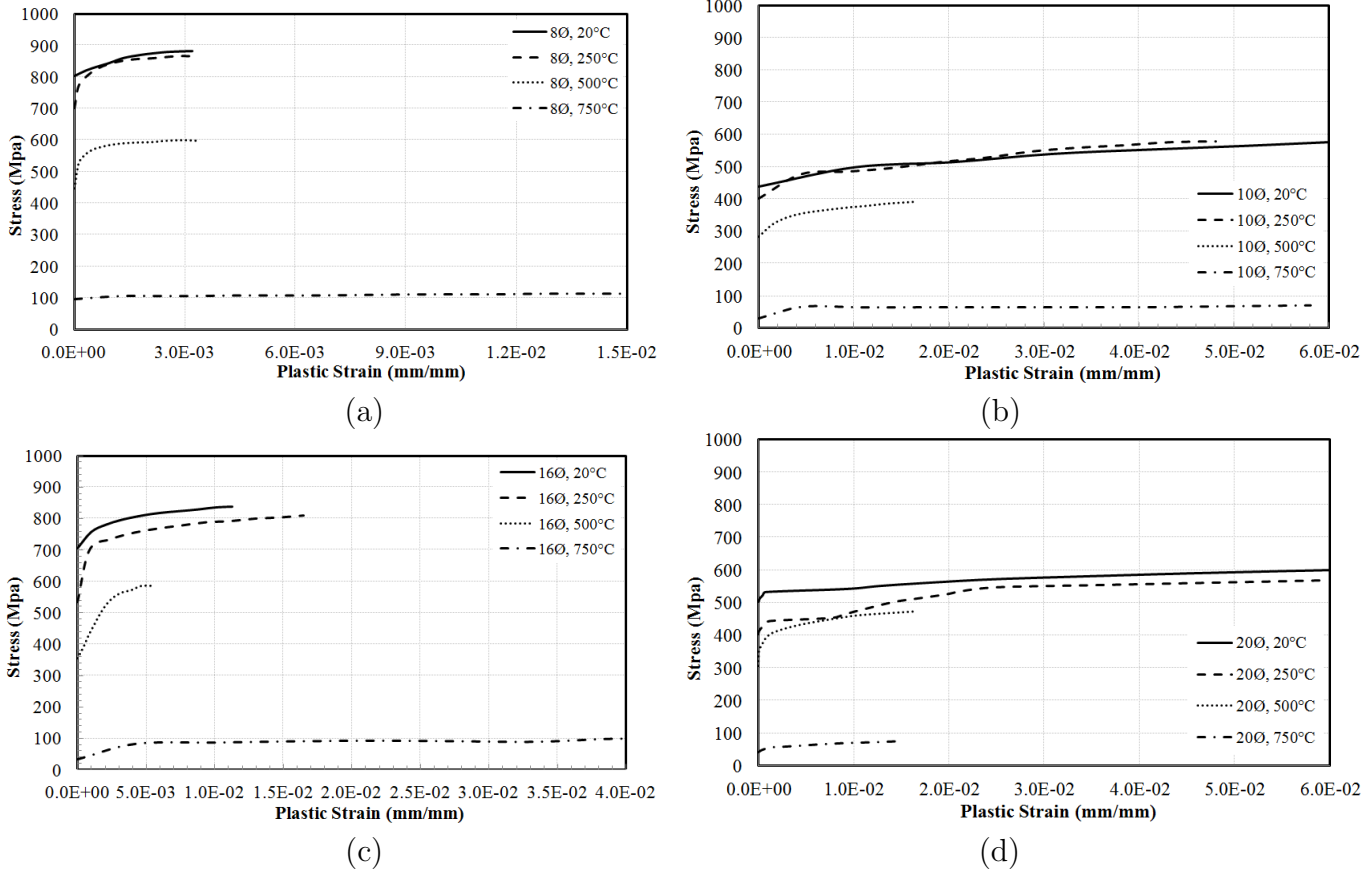 1000
900
800
700
600
500
400
300
200
100
0
Stress (Mpa)
8Ø, 20°C
8Ø, 250°C
8Ø, 500°C
8Ø, 750°C
0.0E+00 3.0E-03 6.0E-03 9.0E-03 1.2E-02 1.5E-02
Plastic Strain (mm/mm)
(a)
1000
900
800
700
600
500
400
300
200
100
0
Stress (Mpa)
10Ø, 20°C
10Ø, 250°C
10Ø, 500°C
10Ø, 750°C
0.0E+00 1.0E-02 2.0E-02 3.0E-02 4.0E-02 5.0E-02 6.0E-02
Plastic Strain (mm/mm)
(b)
1000
900
800
700
600
500
400
300
200
100
0
Stress (Mpa)
16Ø, 20°C
16Ø, 250°C
16Ø, 500°C
16Ø, 750°C
0.0E+00 5.0E-03 1.0E-02 1.5E-02 2.0E-02 2.5E-02 3.0E-02 3.5E-02 4.0E-02
Plastic Strain (mm/mm)
(c)
1000
900
800
700
600
500
400
300
200
100
0
Stress (Mpa)
20Ø, 20°C
20Ø, 250°C
20Ø, 500°C
20Ø, 750°C
0.0E+00 1.0E-02 2.0E-02 3.0E-02 4.0E-02 5.0E-02 6.0E-02
Plastic Strain (mm/mm)
(d)